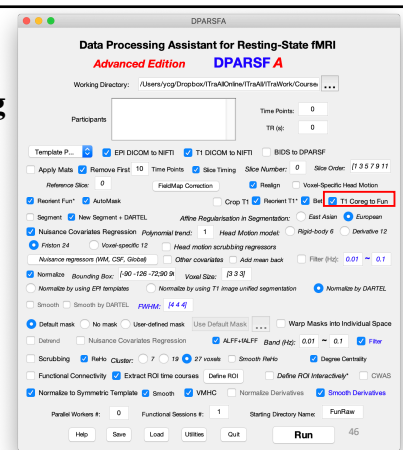 DPARSFA
g
Data Processing Assistant for Resting-State fMRI
Advanced Edition DPARSF A
Working Directory: /Users/ycg/Dropbox/ITraAllOnline/ITraAll/ITraWork/Course/ ...
Participants
Time Points: 0
TR (s): 0
Template P... EPI DICOM to NIFTI T1 DICOM to NIFTI BIDS to DPARSF
Apply Mats Remove First 10 Time Points Slice Timing Slice Number: 0 Slice Order: [1 3 5 7 9 11
Reference Slice: 0 FieldMap Correction Realign Voxel-Specific Head Motion
Reorient Fun* AutoMask Crop T1 Reorient T1* Bet T1 Coreg to Fun
Segment New Segment + DARTEL Affine Regularisation in Segmentation: East Asian European
Nuisance Covariates Regression Polynomial trend: 1 Head Motion model: Rigid-body 6 Derivative 12
Friston 24 Voxel-specific 12 Head motion scrubbing regressors
Nuisance regressors (WM, CSF, Global) Other covariates Add mean back Filter (Hz): 0.01 ~ 0.1
Normalize Bounding Box: [-90 -126 -72;90 90 Voxel Size: [3 3 3]
Normalize by using EPI templates Normalize by using T1 image unified segmentation Normalize by DARTEL
Smooth Smooth by DARTEL FWHM: [4 4 4]
Default mask No mask User-defined mask Use Default Mask ... Warp Masks into Individual Space
Detrend Nuisance Covariates Regression ALFF+fALFF Band (Hz): 0.01 ~ 0.1 Filter
Scrubbing ReHo Cluster: 7 19 27 voxels Smooth ReHo Degree Centrality
Functional Connectivity Extract ROI time courses Define ROI Define ROI Interactively* CWAS
Normalize to Symmetric Template Smooth VMHC Normalize Derivatives Smooth Derivatives
Parallel Workers #: 0 Functional Sessions #: 1 Starting Directory Name: FunRaw
Help Save Load Utilities Quit Run 46